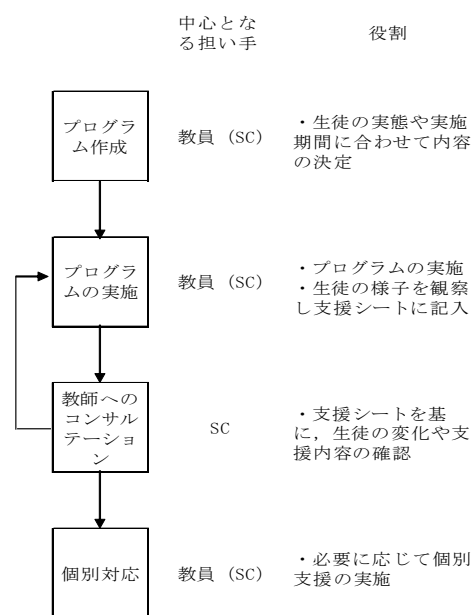 中心とな
る担い手
役割
プログラ
ム作成
教員 (SC)
・生徒の実態や実施
期間に合わせて内容
の決定
プログラ
ムの実施
教員 (SC)
・プログラムの実施
・生徒の様子を観察
し支援シートに記入
教師への
コンサル
テーショ
ン
SC
・支援シートを基
に，生徒の変化や支
援内容の確認
個別対応
教員 (SC)
・必要に応じて個別
支援の実施